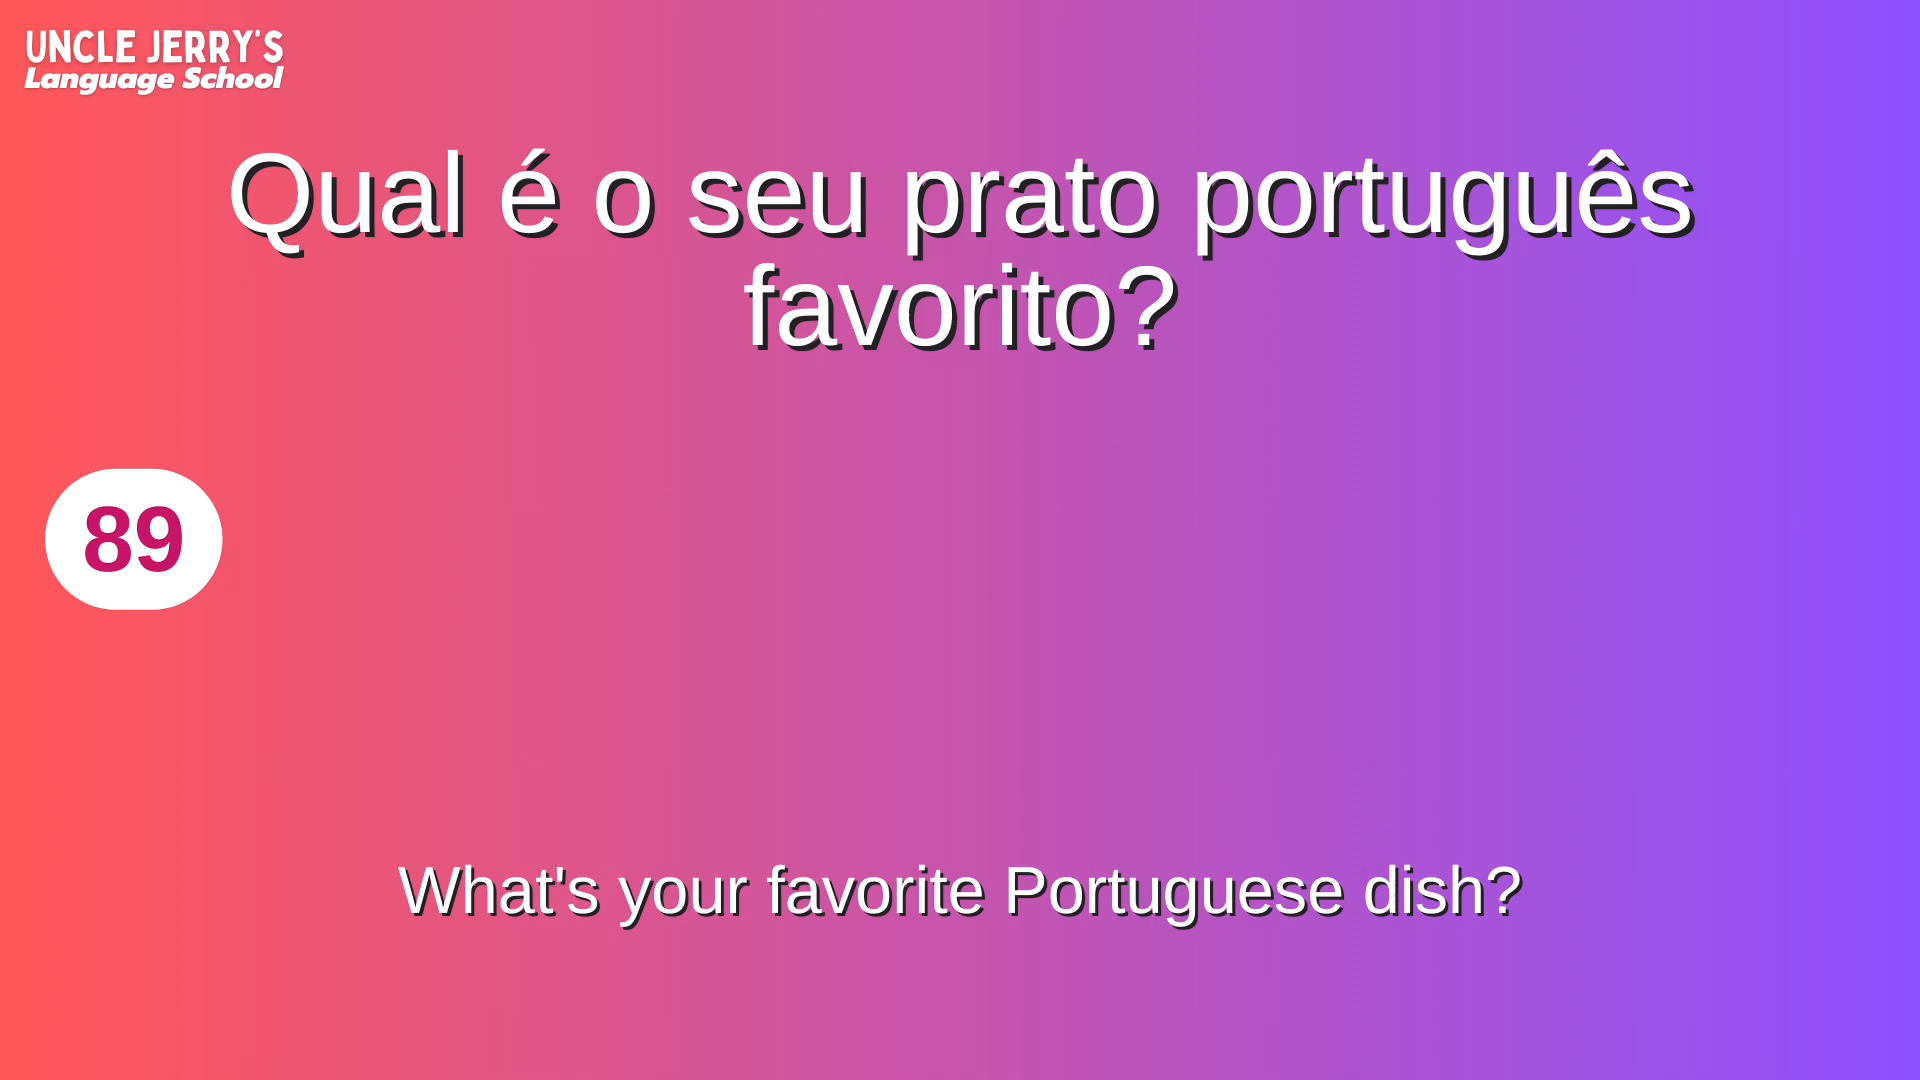 UNCLE JERRY'S
Language School
Qual é o seu prato português
favorito?
89
What's your favorite Portuguese dish?